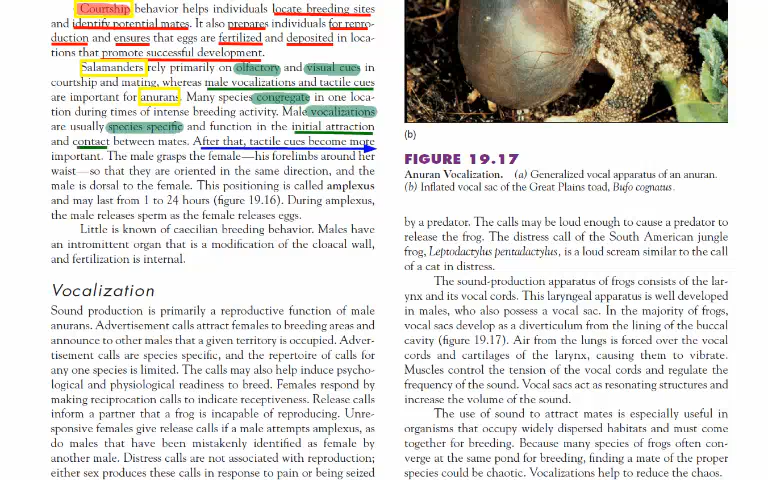 Courtship behavior helps individuals locate breeding sites
and identify potential mates. It also prepares individuals for repro-
duction and ensures that eggs are fertilized and deposited in loca-
tions that promote successful development.
Salamanders rely primarily on olfactory and visual cues in
courtship and mating, whereas male vocalizations and tactile cues
are important for anurans. Many species congregate in one loca-
tion during times of intense breeding activity. Male vocalizations
are usually species specific and function in the initial attraction
and contact between mates. After that, tactile cues become more
important. The male grasps the female—his forelimbs around her
waist—so that they are oriented in the same direction, and the
male is dorsal to the female. This positioning is called amplexus
and may last from 1 to 24 hours (figure 19.16). During amplexus,
the male releases sperm as the female releases eggs.
Little is known of caecilian breeding behavior. Males have
an intromittent organ that is a modification of the cloacal wall,
and fertilization is internal.
Vocalization
Sound production is primarily a reproductive function of male
anurans. Advertisement calls attract females to breeding areas and
announce to other males that a given territory is occupied. Adver-
tisement calls are species specific, and the repertoire of calls for
any one species is limited. The calls may also help induce psycho-
logical and physiological readiness to breed. Females respond by
making reciprocation calls to indicate receptiveness. Release calls
inform a partner that a frog is incapable of reproducing. Unre-
sponsive females give release calls if a male attempts amplexus, as
do males that have been mistakenly identified as female by
another male. Distress calls are not associated with reproduction;
either sex produces these calls in response to pain or being seized
(b)
FIGURE 19.17
Anuran Vocalization. (a) Generalized vocal apparatus of an anuran.
(b) Inflated vocal sac of the Great Plains toad, Bufo cognatus.
by a predator. The calls may be loud enough to cause a predator to
release the frog. The distress call of the South American jungle
frog, Leptodactylus pentadactylus, is a loud scream similar to the call
of a cat in distress.
The sound-production apparatus of frogs consists of the lar-
ynx and its vocal cords. This laryngeal apparatus is well developed
in males, who also possess a vocal sac. In the majority of frogs,
vocal sacs develop as a diverticulum from the lining of the buccal
cavity (figure 19.17). Air from the lungs is forced over the vocal
cords and cartilages of the larynx, causing them to vibrate.
Muscles control the tension of the vocal cords and regulate the
frequency of the sound. Vocal sacs act as resonating structures and
increase the volume of the sound.
The use of sound to attract mates is especially useful in
organisms that occupy widely dispersed habitats and must come
together for breeding. Because many species of frogs often con-
verge at the same pond for breeding, finding a mate of the proper
species could be chaotic. Vocalizations help to reduce the chaos.